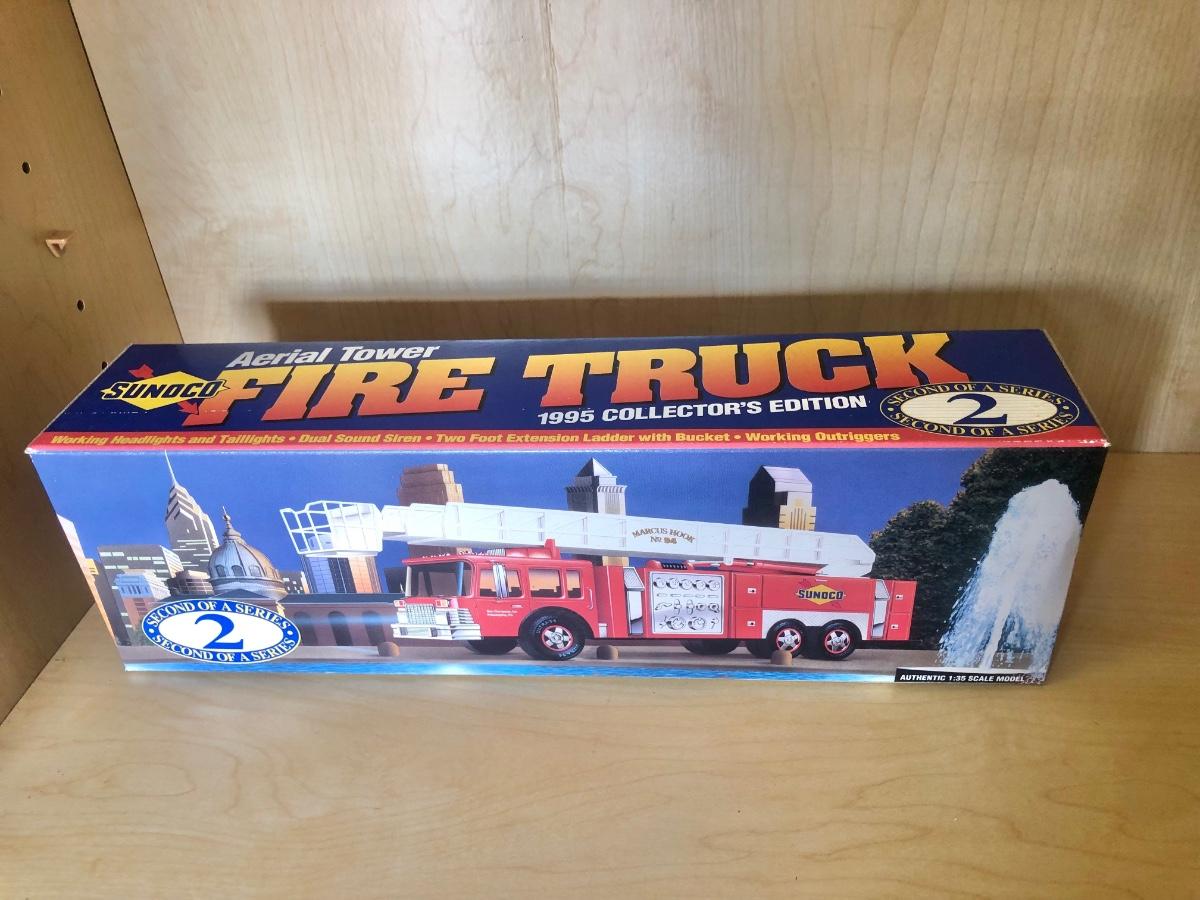 Aerial Tower
SUNOCO
FIRE TRUCK
1995 COLLECTOR'S EDITION
SECOND OF A SERIES
2
SECOND OF A SERIES
Working Headlights and Taillights • Dual Sound Siren • Two Foot Extension Ladder with Bucket • Working Outriggers
MARCUS HOOK
No 94
SUNOCO
SECOND OF A SERIES
2
SECOND OF A SERIES
AUTHENTIC 1:35 SCALE MODEL